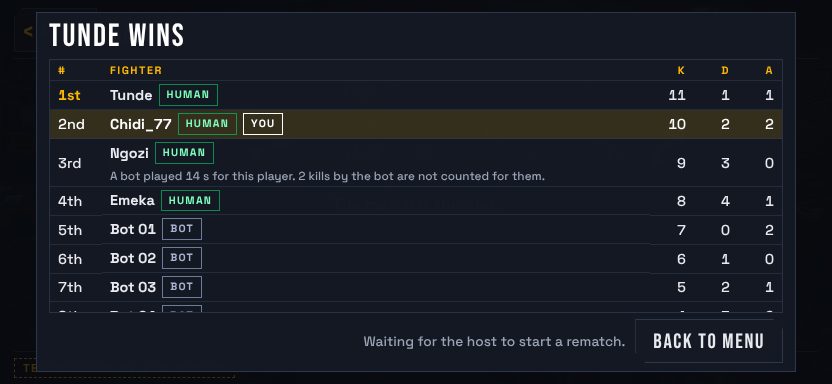 TUNDE WINS
# FIGHTER K D A
1st Tunde HUMAN 11 1 1
2nd Chidi_77 HUMAN YOU 10 2 2
3rd Ngozi HUMAN 9 3 0
A bot played 14 s for this player. 2 kills by the bot are not counted for them.
4th Emeka HUMAN 8 4 1
5th Bot 01 BOT 7 0 2
6th Bot 02 BOT 6 1 0
7th Bot 03 BOT 5 2 1
Waiting for the host to start a rematch. BACK TO MENU